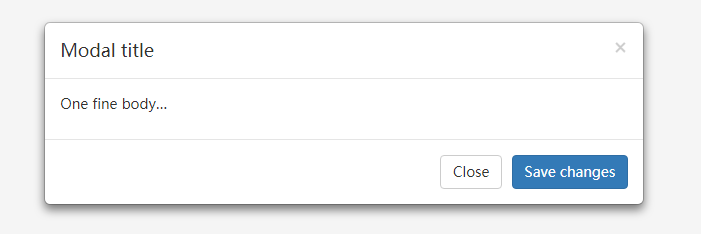 Modal title ×
One fine body...
Close Save changes